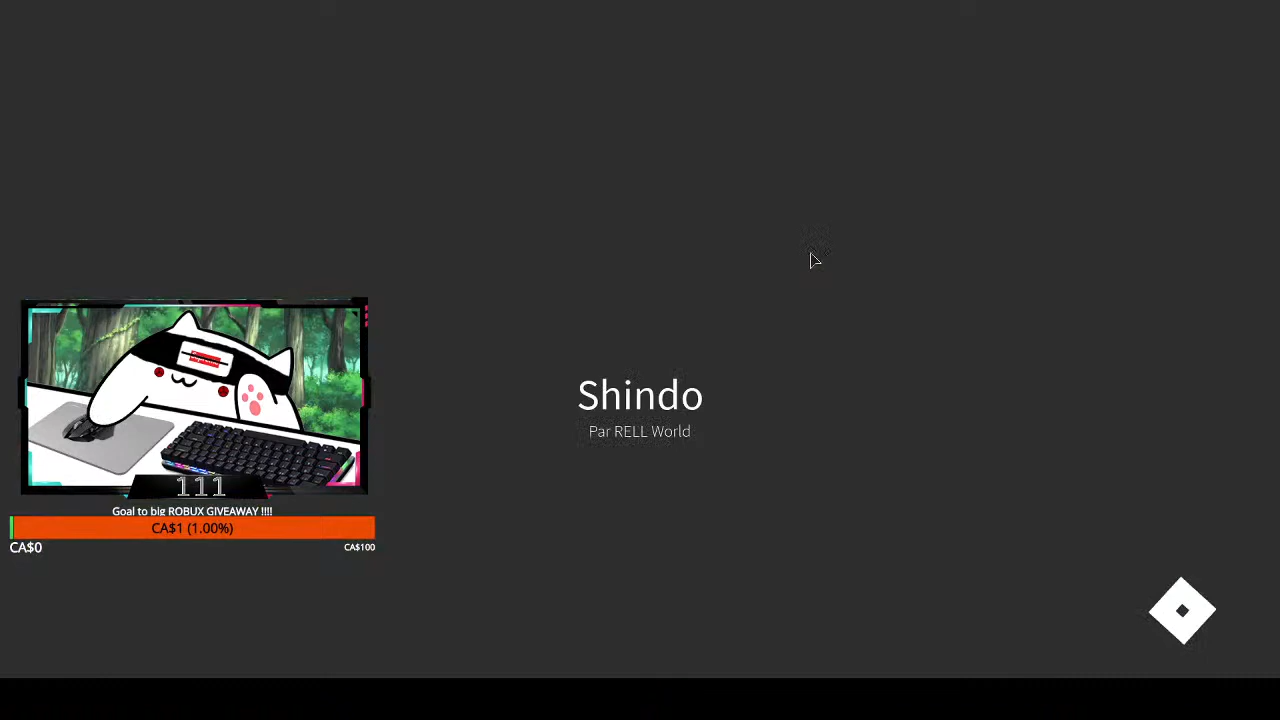 Shindo
Par RELL World
111
Goal to big ROBUX GIVEAWAY !!!!
CA$1 (1.00%)
CA$0
CA$100